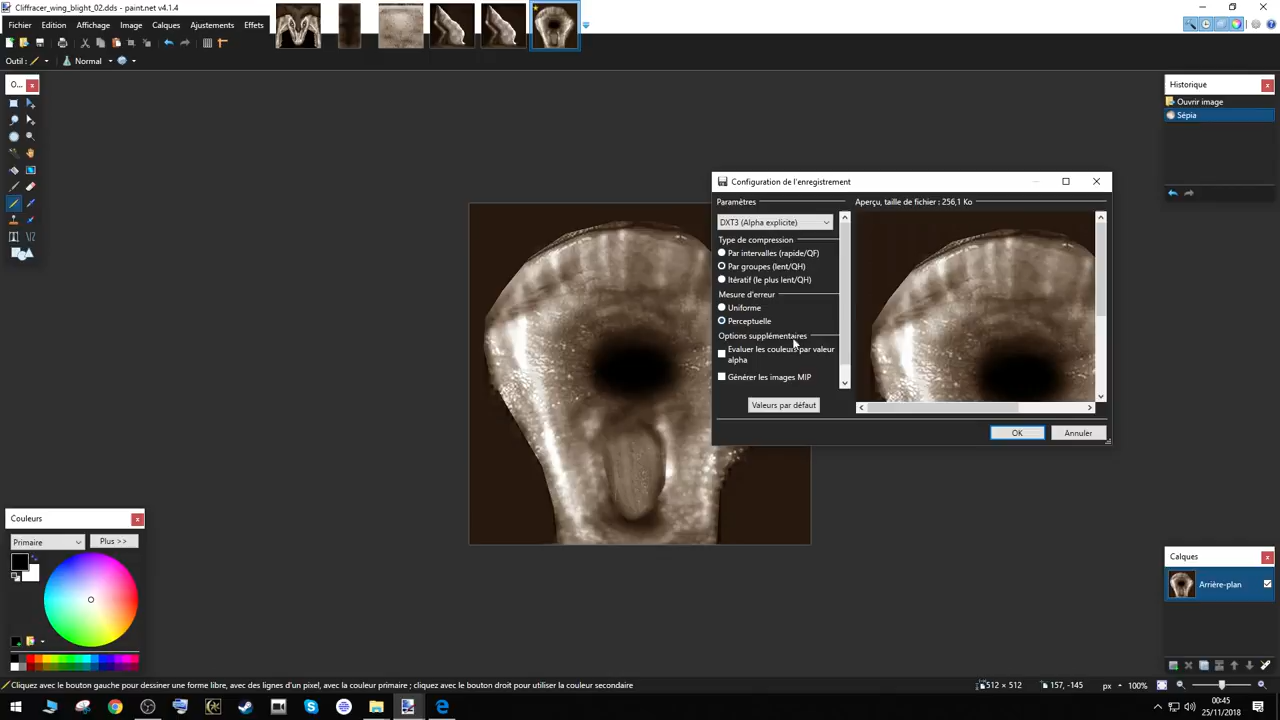 Cliffracer_wing_blight_02.dds - paint.net v4.1.4
Fichier Edition Affichage Image Calques Ajustements Effets
Outil : Normal
O...
Historique
Ouvrir image
Sépia
Configuration de l'enregistrement
Paramètres
Aperçu, taille de fichier : 256,1 Ko
DXT3 (Alpha explicite)
Type de compression
Par intervalles (rapide/QF)
Par groupes (lent/QH)
Itératif (le plus lent/QH)
Mesure d'erreur
Uniforme
Perceptuelle
Options supplémentaires
Evaluer les couleurs par valeur
alpha
Générer les images MIP
Valeurs par défaut
OK
Annuler
Couleurs
Primaire
Plus >>
Calques
Arrière-plan
Cliquez avec le bouton gauche pour dessiner une forme libre, avec des lignes d'un pixel, avec la couleur primaire ; cliquez avec le bouton droit pour utiliser la couleur secondaire
512 × 512
157, -145
px
100%
00:45
25/11/2018